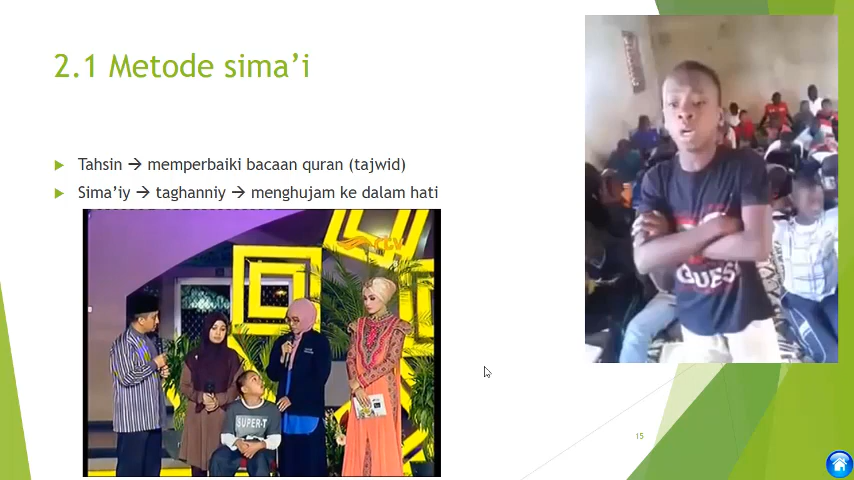 2.1 Metode sima’i
Tahsin → memperbaiki bacaan quran (tajwid)
Sima’iy → taghanniy → menghujam ke dalam hati
rtv
SUPER-T
GUESS
15